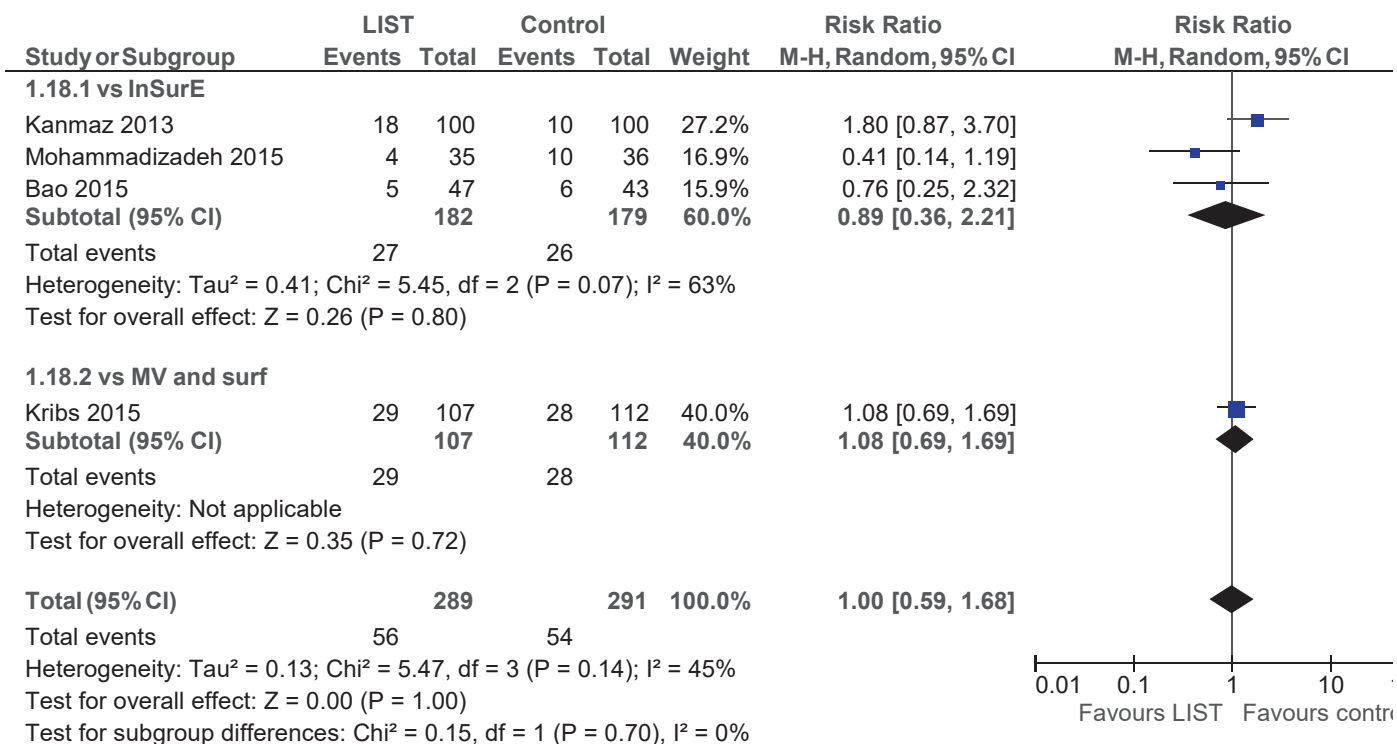 LIST Control Risk Ratio Risk Ratio
Study or Subgroup Events Total Events Total Weight M-H, Random, 95% CI M-H, Random, 95% CI
1.18.1 vs InSurE
Kanmaz 2013 18 100 10 100 27.2% 1.80 [0.87, 3.70]
Mohammadizadeh 2015 4 35 10 36 16.9% 0.41 [0.14, 1.19]
Bao 2015 5 47 6 43 15.9% 0.76 [0.25, 2.32]
Subtotal (95% CI) 182 179 60.0% 0.89 [0.36, 2.21]
Total events 27 26
Heterogeneity: Tau² = 0.41; Chi² = 5.45, df = 2 (P = 0.07); I² = 63%
Test for overall effect: Z = 0.26 (P = 0.80)
1.18.2 vs MV and surf
Kribs 2015 29 107 28 112 40.0% 1.08 [0.69, 1.69]
Subtotal (95% CI) 107 112 40.0% 1.08 [0.69, 1.69]
Total events 29 28
Heterogeneity: Not applicable
Test for overall effect: Z = 0.35 (P = 0.72)
Total (95% CI) 289 291 100.0% 1.00 [0.59, 1.68]
Total events 56 54
Heterogeneity: Tau² = 0.13; Chi² = 5.47, df = 3 (P = 0.14); I² = 45%
Test for overall effect: Z = 0.00 (P = 1.00)
Test for subgroup differences: Chi² = 0.15, df = 1 (P = 0.70), I² = 0%
0.01 0.1 1 10
Favours LIST Favours contro